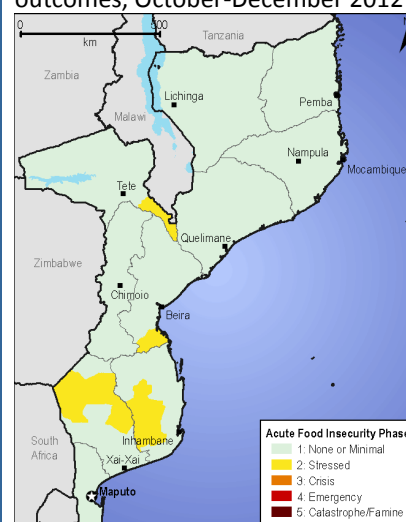 outcomes, October-December 2012
0 500
km
Tanzania
Zambia
Lichinga
Pemba
Malawi
Nampula
Mocambique
Tete
Quelimane
Zimbabwe
Chimoio
Beira
South
Africa
Inhambane
Xai-Xai
Maputo
Acute Food Insecurity Phase
1: None or Minimal
2: Stressed
3: Crisis
4: Emergency
5: Catastrophe/Famine